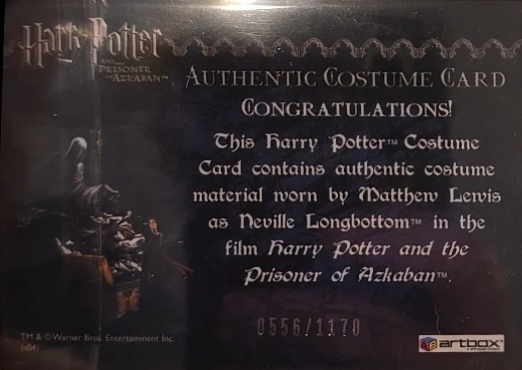 Harry Potter
AND THE
PRISONER
OF AZKABAN™
AUTHENTIC COSTUME CARD
CONGRATULATIONS!
This Harry Potter™ Costume
Card contains authentic costume
material worn by Matthew Lewis
as Neville Longbottom™ in the
film Harry Potter and the
Prisoner of Azkaban™.
0556/1170
TM & © Warner Bros. Entertainment Inc.
(s04)
artbox